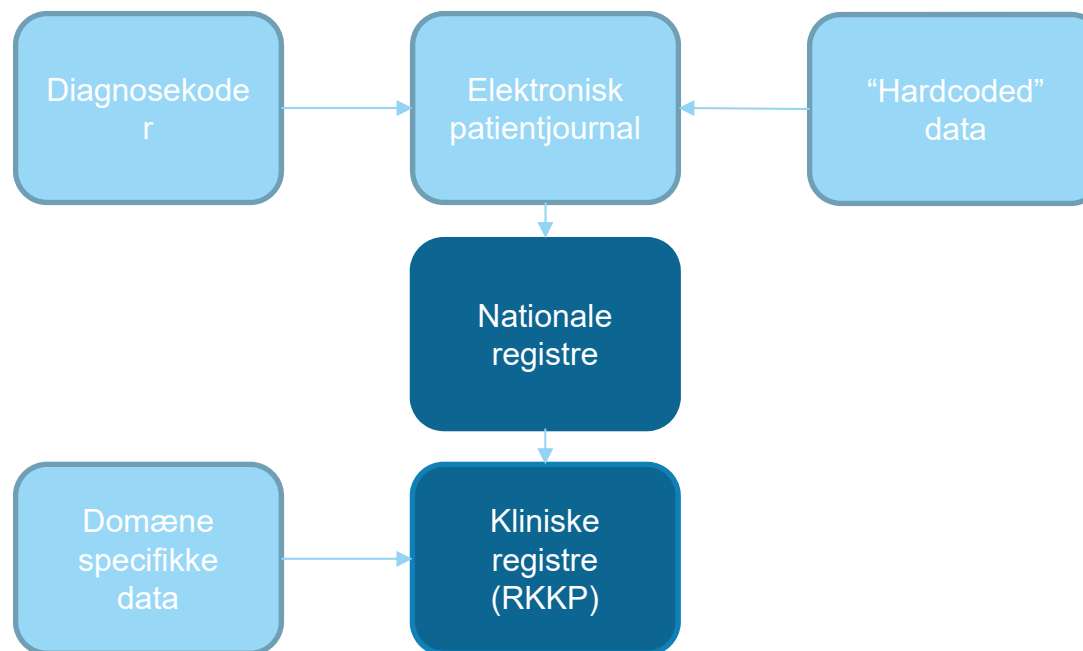 Diagnosekode
r
Elektronisk
patientjournal
“Hardcoded”
data
Nationale
registre
Domæne
specifikke
data
Kliniske
registre
(RKKP)